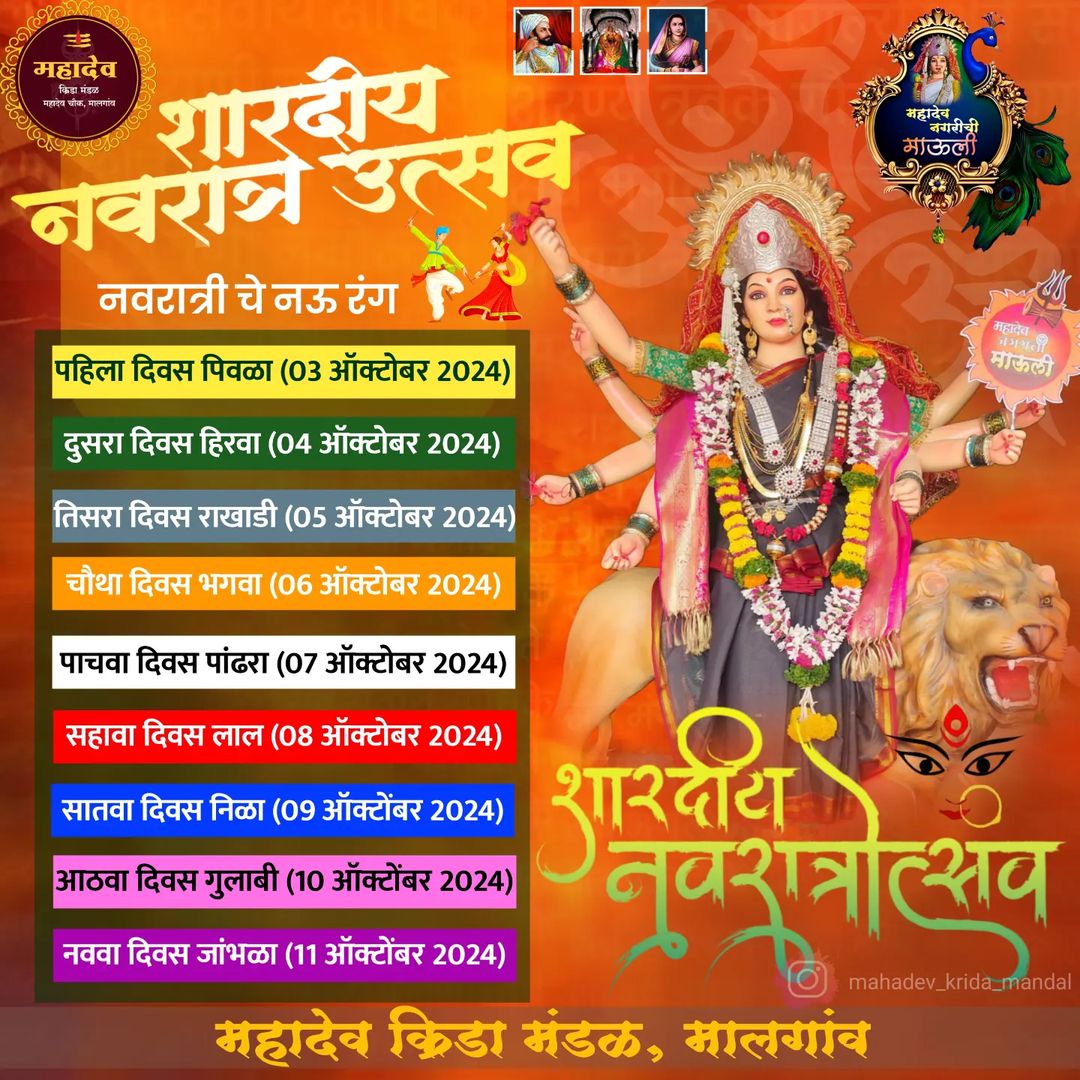 महादेव
किडा मंडळ
महादेव चौक, मालगांव
शारदीय
नवरात्र उत्सव
महादेव
नगरीची
माऊली
नवरात्री चे नऊ रंग
महादेव
नगरीची
माऊली
पहिला दिवस पिवळा (03 ऑक्टोबर 2024)
दुसरा दिवस हिरवा (04 ऑक्टोबर 2024)
तिसरा दिवस राखाडी (05 ऑक्टोबर 2024)
चौथा दिवस भगवा (06 ऑक्टोबर 2024)
पाचवा दिवस पांढरा (07 ऑक्टोबर 2024)
सहावा दिवस लाल (08 ऑक्टोबर 2024)
सातवा दिवस निळा (09 ऑक्टोंबर 2024)
आठवा दिवस गुलाबी (10 ऑक्टोंबर 2024)
नववा दिवस जांभळा (11 ऑक्टोंबर 2024)
शारदीय
नवरात्रोत्संव
mahadev_krida_mandal
महादेव किडा मंडळ, मालगांव